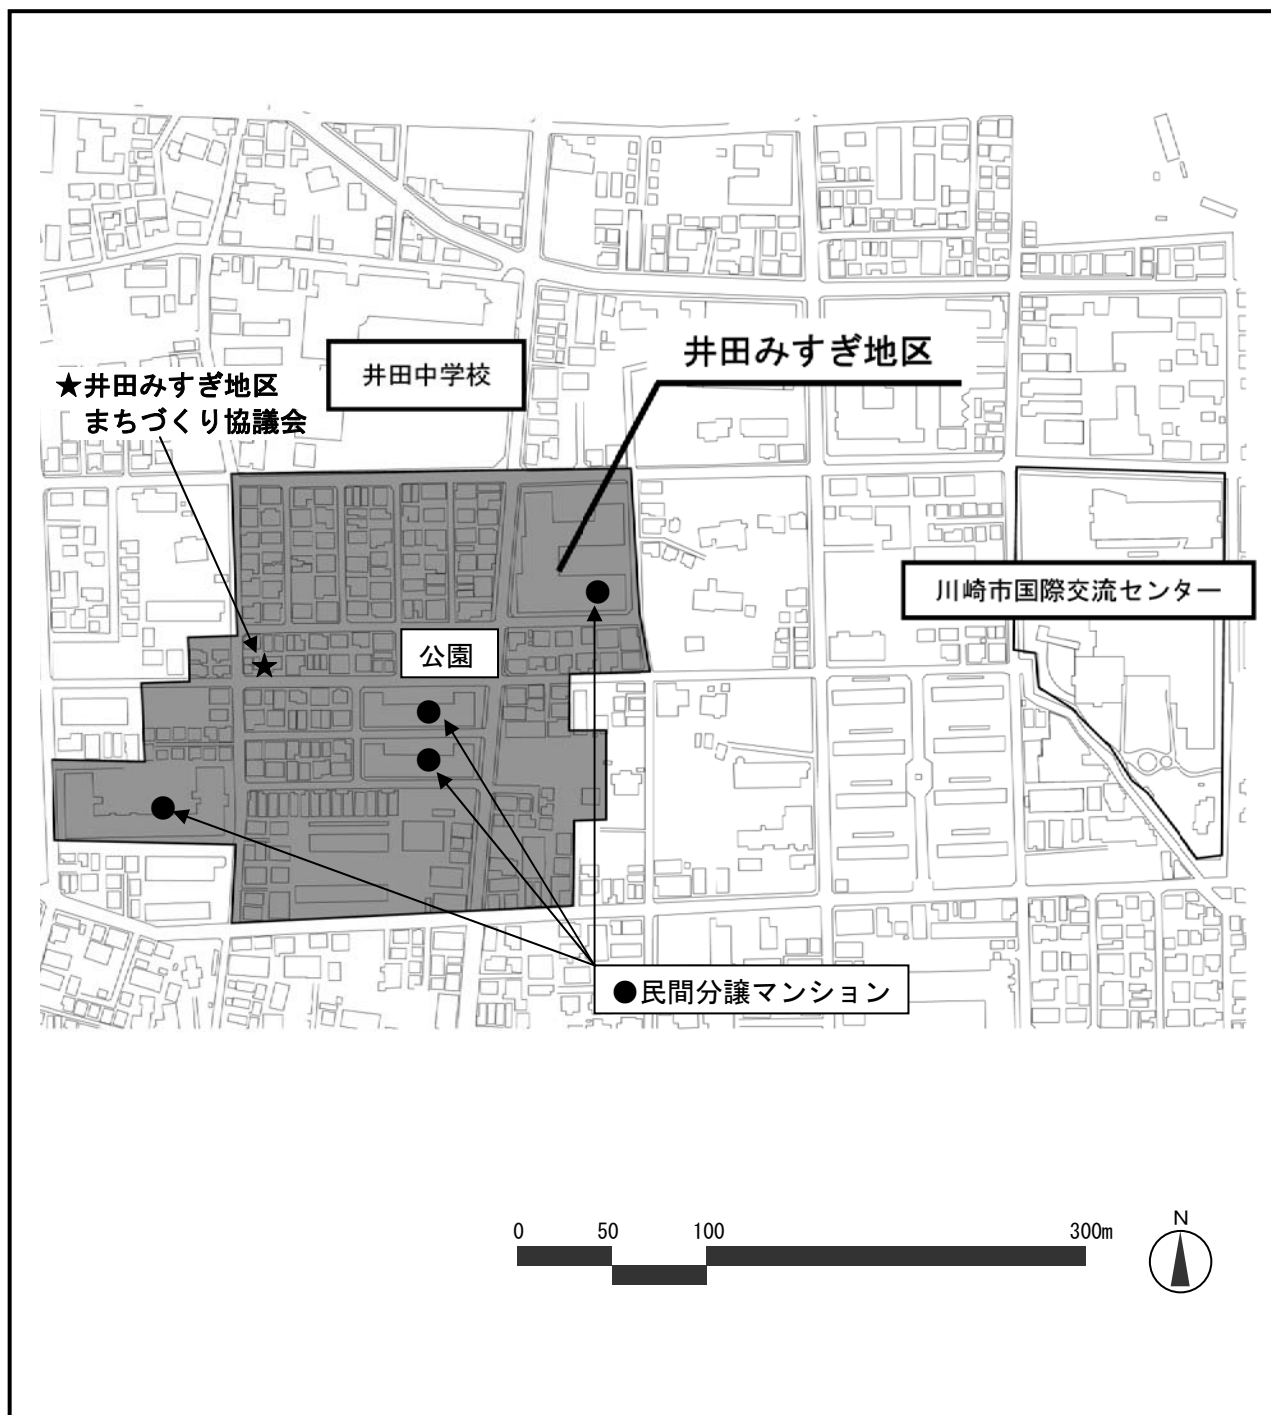 井田みすぎ地区
井田中学校
★井田みすぎ地区
まちづくり協議会
川崎市国際交流センター
公園
●民間分譲マンション
0 50 100 300m
N